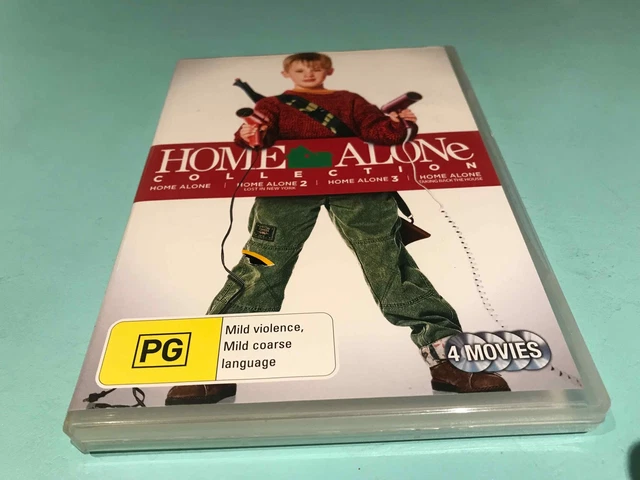 HOME ALONe
COLLECTION
HOME ALONE | HOME ALONE 2 | HOME ALONE 3 | HOME ALONE
LOST IN NEW YORK TAKING BACK THE HOUSE
PG
Mild violence,
Mild coarse
language
4 MOVIES